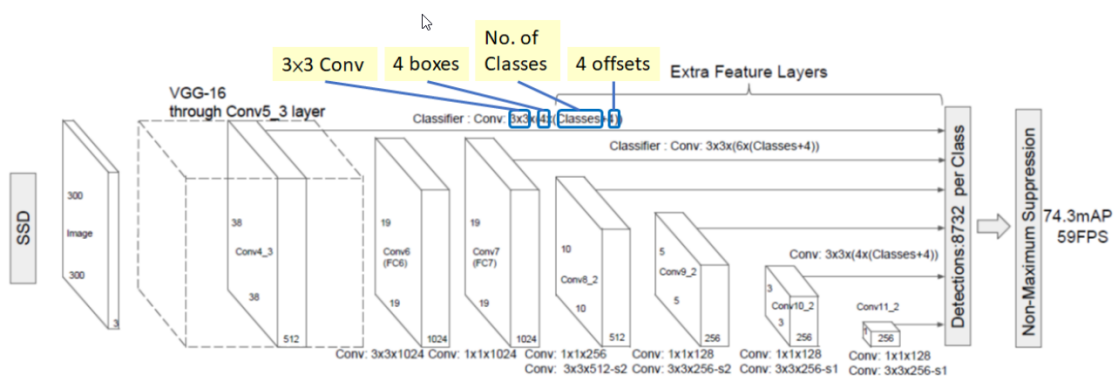 3x3 Conv
4 boxes
No. of
Classes
4 offsets
Extra Feature Layers
VGG-16
through Conv5_3 layer
Classifier : Conv: 3x3x(4x(Classes+4))
Classifier : Conv: 3x3x(6x(Classes+4))
SSD
300
Image
300
3
38
Conv4_3
38
512
19
Conv6
(FC6)
19
1024
19
Conv7
(FC7)
19
1024
10
Conv8_2
10
512
5
Conv9_2
5
256
Conv: 3x3x(4x(Classes+4))
3
Conv10_2
3
256
Conv11_2
1
256
Detections:8732 per Class
Non-Maximum Suppression
74.3mAP
59FPS
Conv: 3x3x1024
Conv: 1x1x1024
Conv: 1x1x256
Conv: 3x3x512-s2
Conv: 1x1x128
Conv: 3x3x256-s2
Conv: 1x1x128
Conv: 3x3x256-s1
Conv: 1x1x128
Conv: 3x3x256-s1